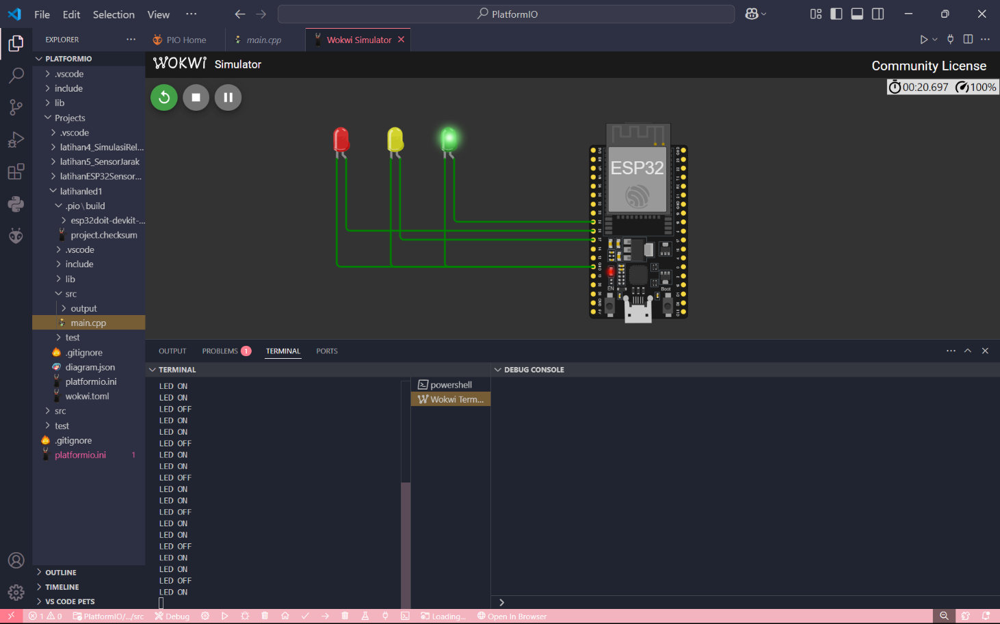 File Edit Selection View ···
PlatformIO
EXPLORER ···
PIO Home
main.cpp
Wokwi Simulator
PLATFORMIO
.vscode
include
lib
Projects
.vscode
latihan4_SimulasiRel...
latihan5_SensorJarak
latihanESP32Sensor...
latihanled1
.pio\build
esp32doit-devkit-...
project.checksum
.vscode
include
lib
src
output
main.cpp
test
.gitignore
diagram.json
platformio.ini
wokwi.toml
src
test
.gitignore
platformio.ini 1
OUTLINE
TIMELINE
VS CODE PETS
WOKWI Simulator
Community License
00:20.697 100%
ESP32
EN
Boot
OUTPUT PROBLEMS 1 TERMINAL PORTS
TERMINAL
LED ON
LED ON
LED OFF
LED ON
LED ON
LED OFF
LED ON
LED ON
LED OFF
LED ON
LED ON
LED OFF
LED ON
LED ON
LED OFF
LED ON
LED ON
LED OFF
LED ON
powershell
Wokwi Term...
DEBUG CONSOLE
1 0 PlatformIO/.../src Debug Loading... Open In Browser